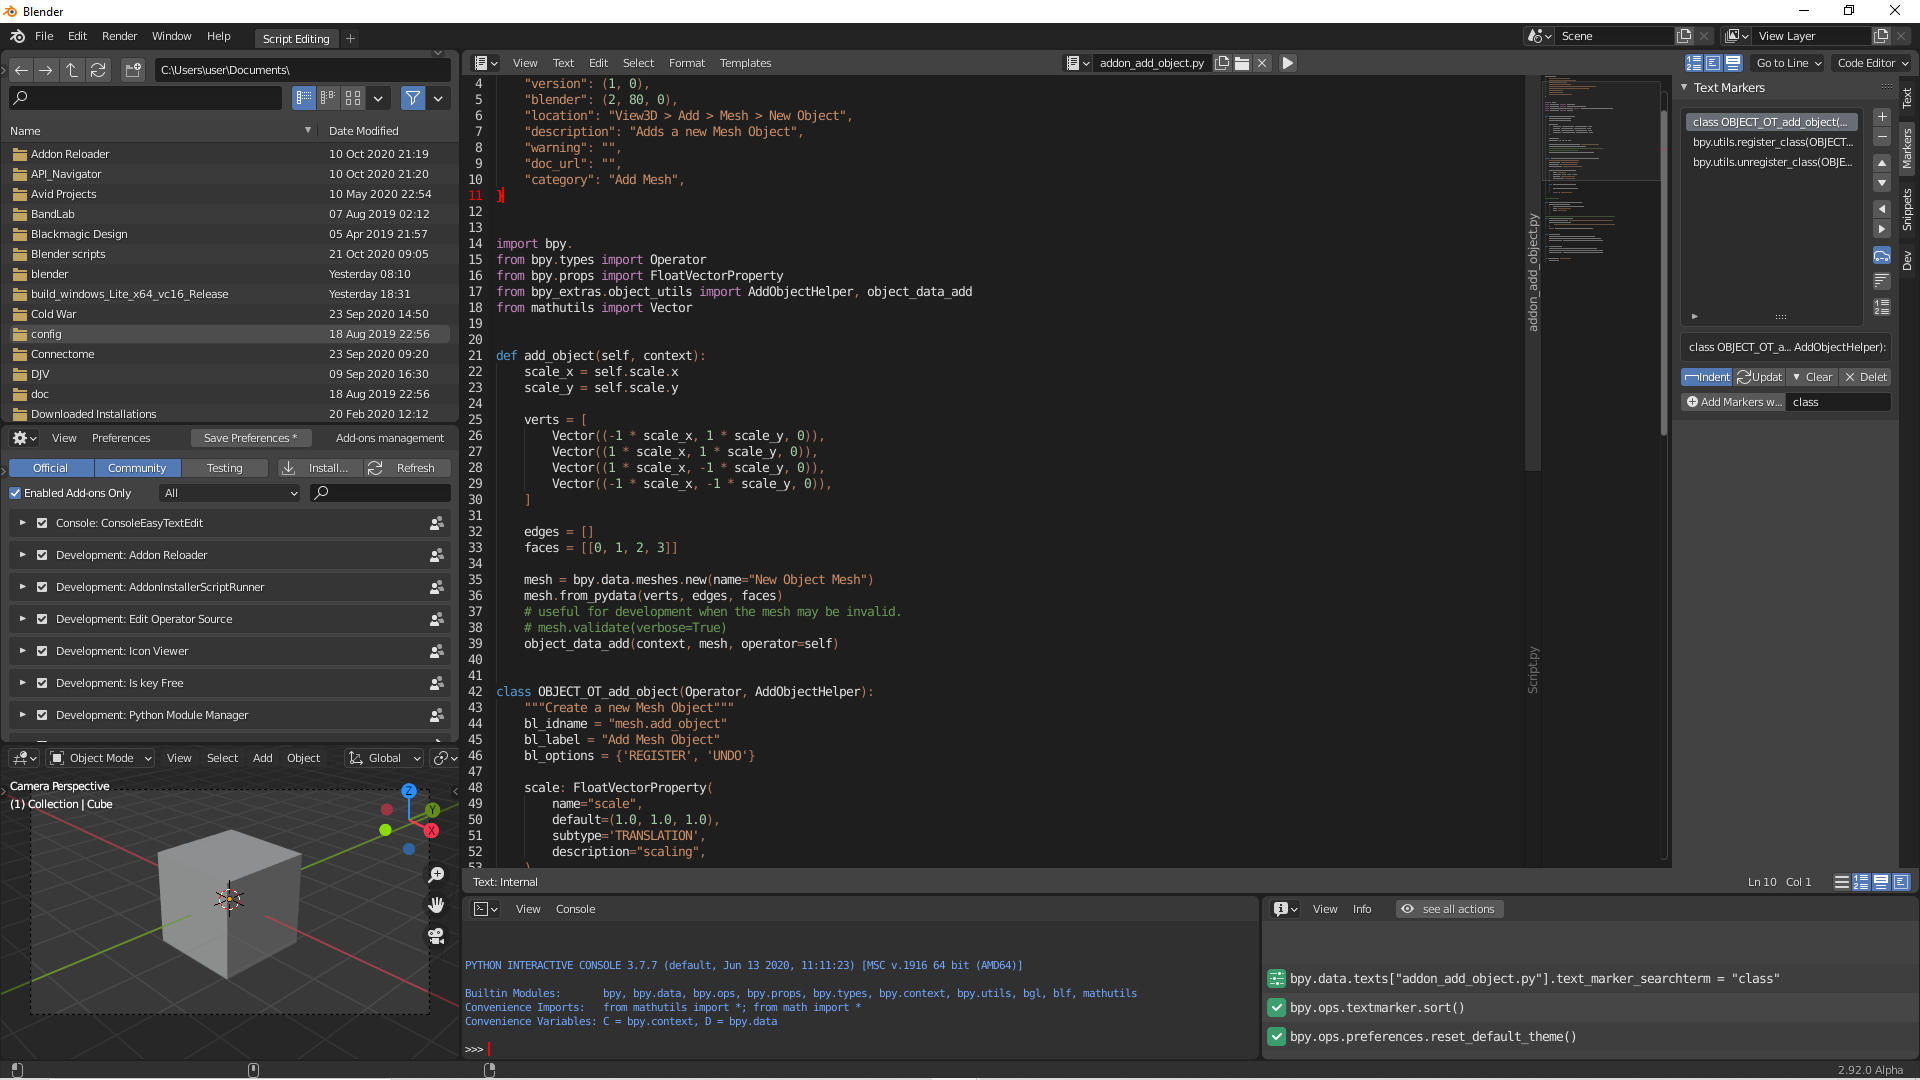 Blender
File Edit Render Window Help Script Editing Scene View Layer
C:\Users\user\Documents\
Name Date Modified
Addon Reloader 10 Oct 2020 21:19
API_Navigator 10 Oct 2020 21:20
Avid Projects 10 May 2020 22:54
BandLab 07 Aug 2019 02:12
Blackmagic Design 05 Apr 2019 21:57
Blender scripts 21 Oct 2020 09:05
blender Yesterday 08:10
build_windows_Lite_x64_vc16_Release Yesterday 18:31
Cold War 23 Sep 2020 14:50
config 18 Aug 2019 22:56
Connectome 23 Sep 2020 09:20
DJV 09 Sep 2020 16:30
doc 18 Aug 2019 22:56
Downloaded Installations 20 Feb 2020 12:12
View Preferences Save Preferences * Add-ons management
Official Community Testing Install... Refresh
Enabled Add-ons Only All
Console: ConsoleEasyTextEdit
Development: Addon Reloader
Development: AddonInstallerScriptRunner
Development: Edit Operator Source
Development: Icon Viewer
Development: Is key Free
Development: Python Module Manager
Object Mode View Select Add Object Global
Camera Perspective
(1) Collection | Cube
Z
Y
X
View Text Edit Select Format Templates addon_add_object.py Go to Line Code Editor
4 "version": (1, 0),
5 "blender": (2, 80, 0),
6 "location": "View3D > Add > Mesh > New Object",
7 "description": "Adds a new Mesh Object",
8 "warning": "",
9 "doc_url": "",
10 "category": "Add Mesh",
11 }
12
13
14 import bpy.
15 from bpy.types import Operator
16 from bpy.props import FloatVectorProperty
17 from bpy_extras.object_utils import AddObjectHelper, object_data_add
18 from mathutils import Vector
19
20
21 def add_object(self, context):
22 scale_x = self.scale.x
23 scale_y = self.scale.y
24
25 verts = [
26 Vector((-1 * scale_x, 1 * scale_y, 0)),
27 Vector((1 * scale_x, 1 * scale_y, 0)),
28 Vector((1 * scale_x, -1 * scale_y, 0)),
29 Vector((-1 * scale_x, -1 * scale_y, 0)),
30 ]
31
32 edges = []
33 faces = [[0, 1, 2, 3]]
34
35 mesh = bpy.data.meshes.new(name="New Object Mesh")
36 mesh.from_pydata(verts, edges, faces)
37 # useful for development when the mesh may be invalid.
38 # mesh.validate(verbose=True)
39 object_data_add(context, mesh, operator=self)
40
41
42 class OBJECT_OT_add_object(Operator, AddObjectHelper):
43 """Create a new Mesh Object"""
44 bl_idname = "mesh.add_object"
45 bl_label = "Add Mesh Object"
46 bl_options = {'REGISTER', 'UNDO'}
47
48 scale: FloatVectorProperty(
49 name="scale",
50 default=(1.0, 1.0, 1.0),
51 subtype='TRANSLATION',
52 description="scaling",
53 )
addon_add_object.py
Script.py
Text: Internal Ln 10 Col 1
Text Markers
class OBJECT_OT_add_object(...
bpy.utils.register_class(OBJECT...
bpy.utils.unregister_class(OBJE...
class OBJECT_OT_a... AddObjectHelper):
Indent Updat Clear Delet
Add Markers w... class
Text
Markers
Snippets
Dev
View Console
PYTHON INTERACTIVE CONSOLE 3.7.7 (default, Jun 13 2020, 11:11:23) [MSC v.1916 64 bit (AMD64)]
Builtin Modules: bpy, bpy.data, bpy.ops, bpy.props, bpy.types, bpy.context, bpy.utils, bgl, blf, mathutils
Convenience Imports: from mathutils import *; from math import *
Convenience Variables: C = bpy.context, D = bpy.data
>>>
View Info see all actions
bpy.data.texts["addon_add_object.py"].text_marker_searchterm = "class"
bpy.ops.textmarker.sort()
bpy.ops.preferences.reset_default_theme()
2.92.0 Alpha